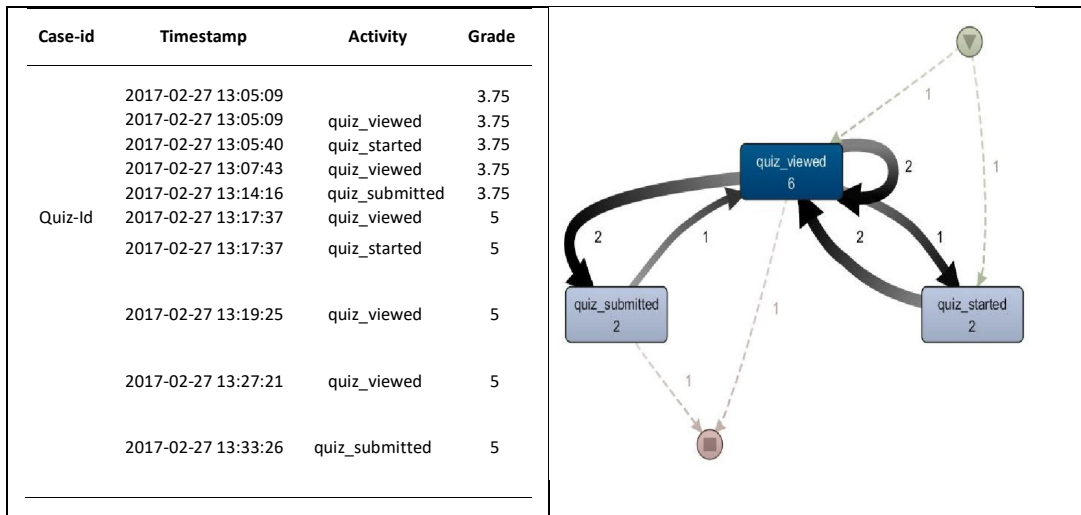 Case-id Timestamp Activity Grade
2017-02-27 13:05:09 3.75
2017-02-27 13:05:09 quiz_viewed 3.75
2017-02-27 13:05:40 quiz_started 3.75
2017-02-27 13:07:43 quiz_viewed 3.75
2017-02-27 13:14:16 quiz_submitted 3.75
Quiz-Id 2017-02-27 13:17:37 quiz_viewed 5
2017-02-27 13:17:37 quiz_started 5
2017-02-27 13:19:25 quiz_viewed 5
2017-02-27 13:27:21 quiz_viewed 5
2017-02-27 13:33:26 quiz_submitted 5
1
1
quiz_viewed
6
2
2
1
2
1
quiz_submitted
2
1
quiz_started
2
1